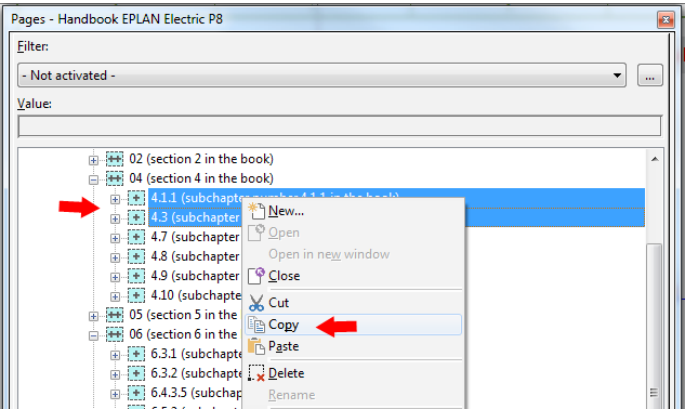 Pages - Handbook EPLAN Electric P8
Filter:
- Not activated -
...
Value:
02 (section 2 in the book)
04 (section 4 in the book)
4.1.1 (subchapter number 4.1.1 in the book)
4.3 (subchapter
4.7 (subchapter
4.8 (subchapter
4.9 (subchapter
4.10 (subchapte
05 (section 5 in the
06 (section 6 in the
6.3.1 (subchapte
6.3.2 (subchapte
6.4.3.5 (subchap
New...
Open
Open in new window
Close
Cut
Copy
Paste
Delete
Rename